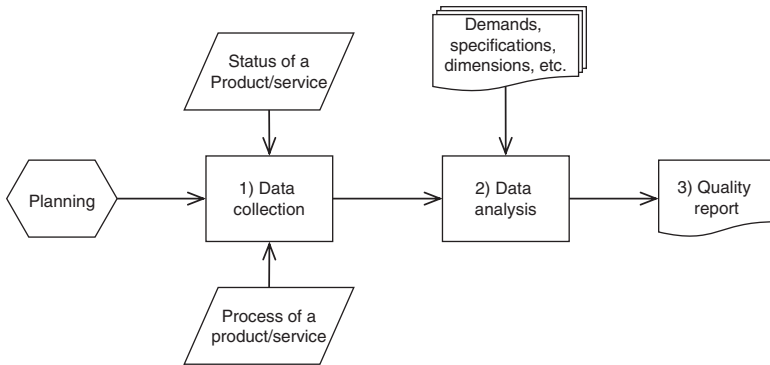 Status of a
Product/service
Demands,
specifications,
dimensions, etc.
Planning
1) Data
collection
2) Data
analysis
3) Quality
report
Process of a
product/service